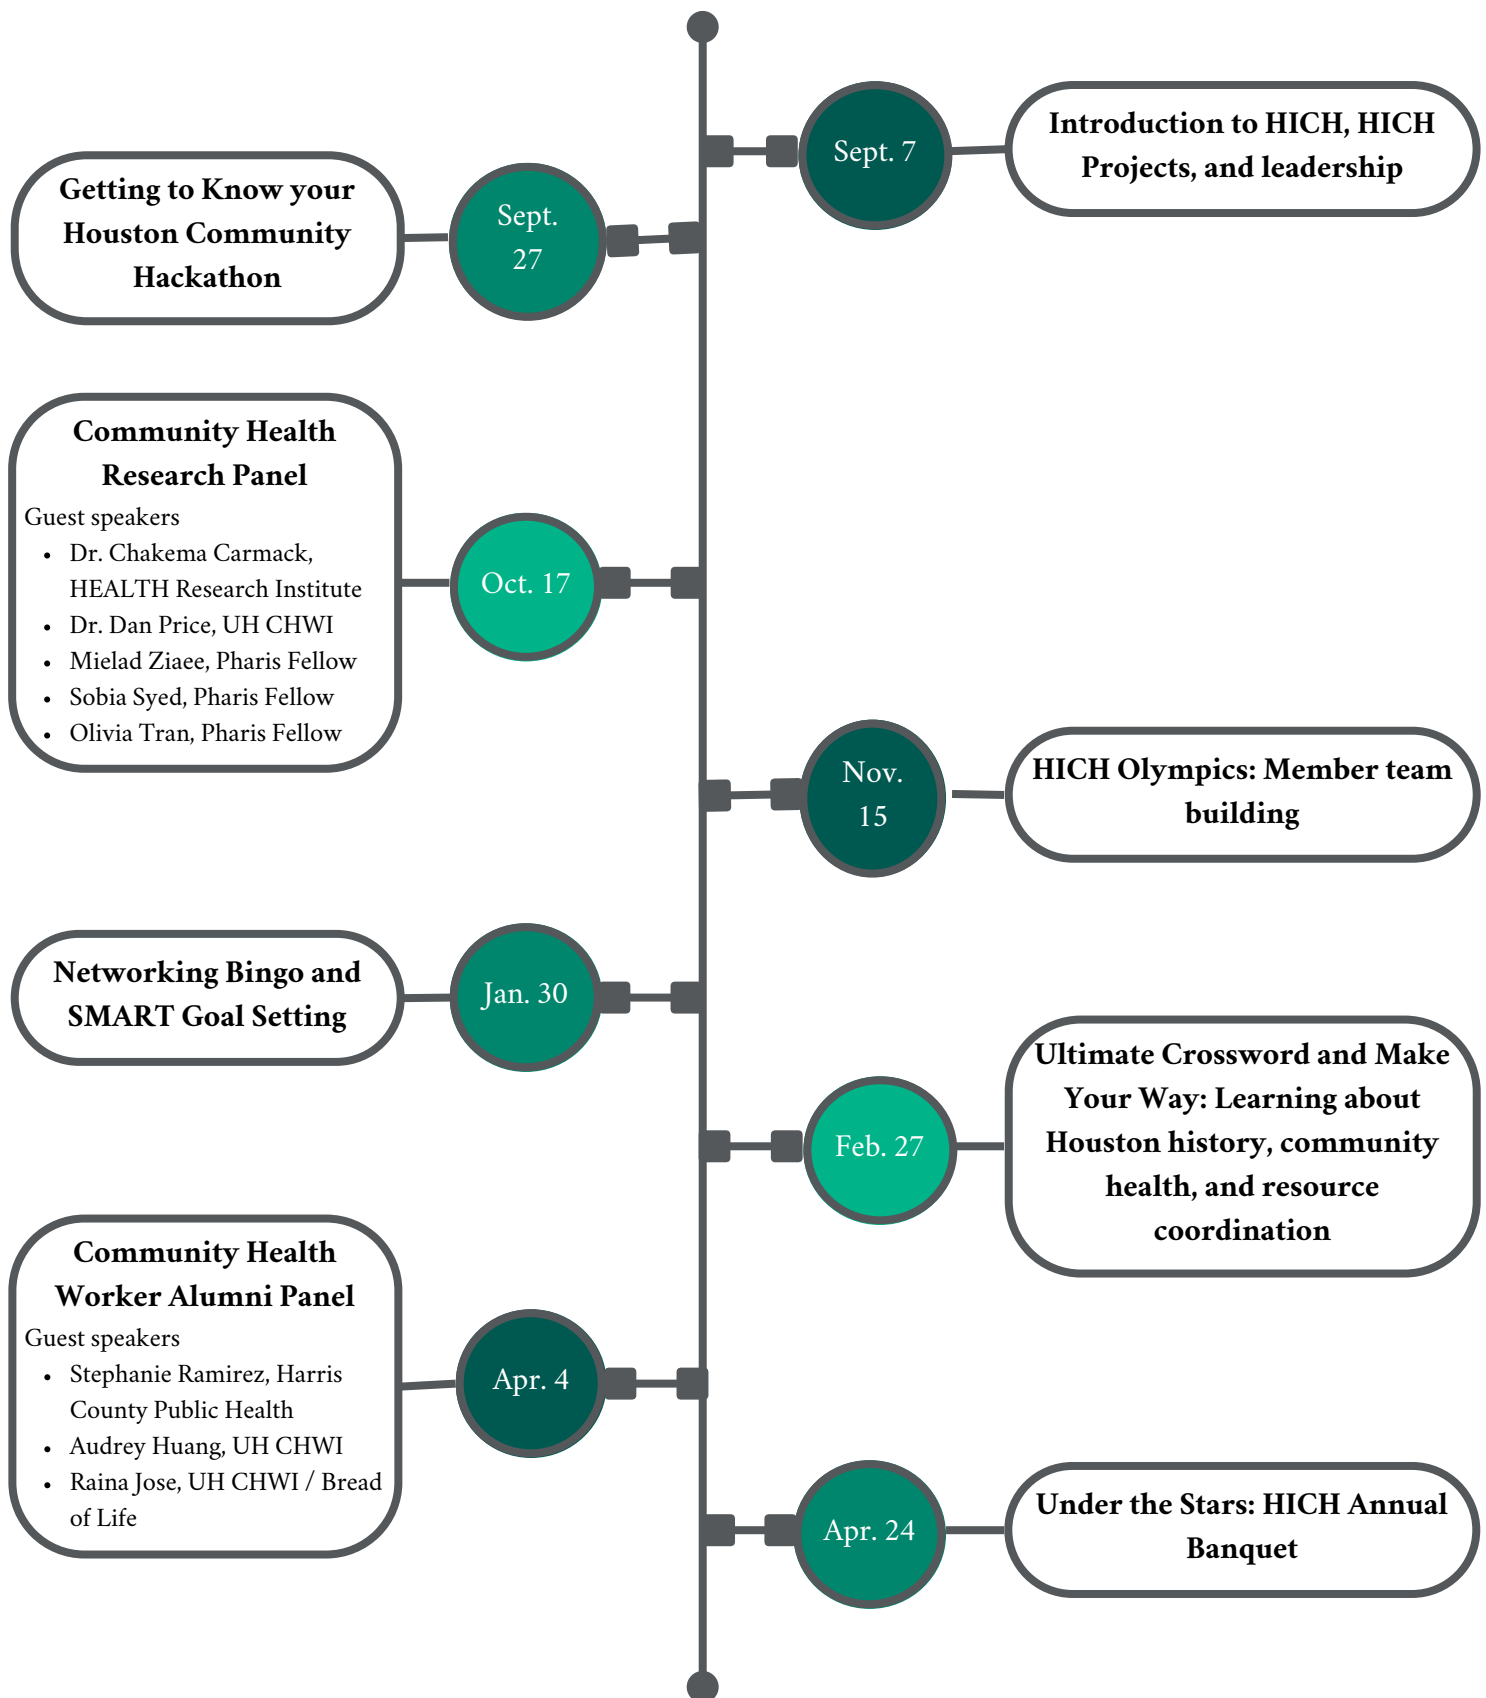 Sept. 7
Introduction to HICH, HICH
Projects, and leadership
Getting to Know your
Houston Community
Hackathon
Sept.
27
Community Health
Research Panel
Guest speakers
• Dr. Chakema Carmack,
HEALTH Research Institute
• Dr. Dan Price, UH CHWI
• Mielad Ziaee, Pharis Fellow
• Sobia Syed, Pharis Fellow
• Olivia Tran, Pharis Fellow
Oct. 17
Nov.
15
HICH Olympics: Member team
building
Networking Bingo and
SMART Goal Setting
Jan. 30
Feb. 27
Ultimate Crossword and Make
Your Way: Learning about
Houston history, community
health, and resource
coordination
Community Health
Worker Alumni Panel
Guest speakers
• Stephanie Ramirez, Harris
County Public Health
• Audrey Huang, UH CHWI
• Raina Jose, UH CHWI / Bread
of Life
Apr. 4
Apr. 24
Under the Stars: HICH Annual
Banquet